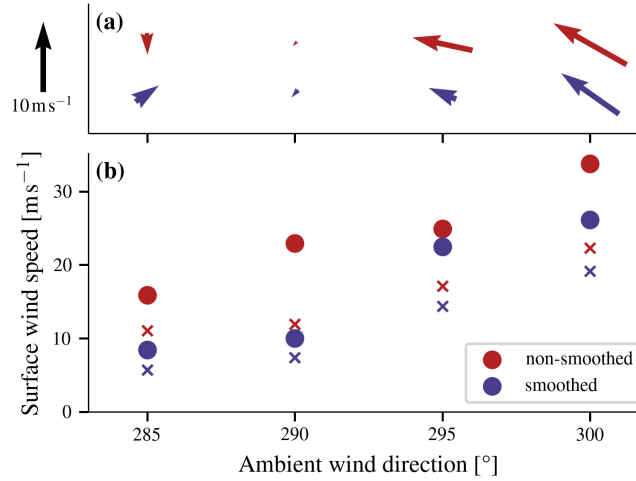 (a)
10 m s⁻¹
(b)
Surface wind speed [m s⁻¹]
30
20
10
0
non-smoothed
smoothed
285
290
295
300
Ambient wind direction [°]